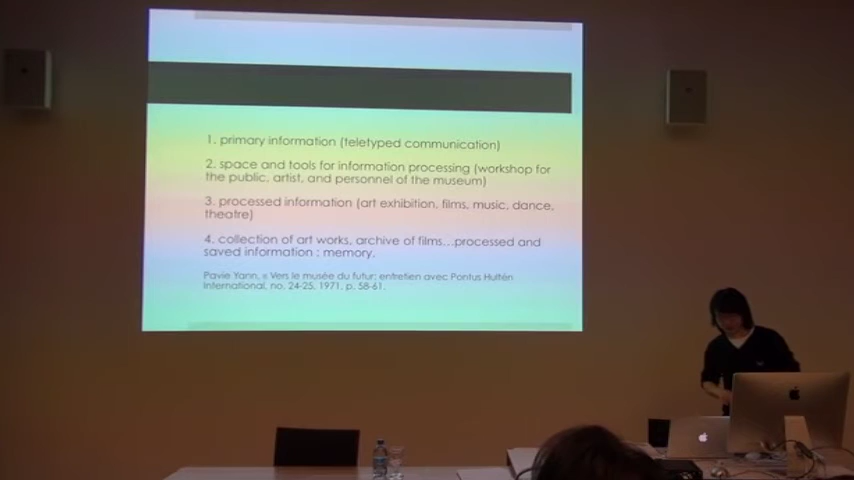 1. primary information (teletyped communication)
2. space and tools for information processing (workshop for
the public, artist, and personnel of the museum)
3. processed information (art exhibition, films, music, dance,
theatre)
4. collection of art works, archive of films...processed and
saved information : memory.
Pavie Yann, « Vers le musée du futur: entretien avec Pontus Hultén
International, no. 24-25, 1971, p. 58-61.